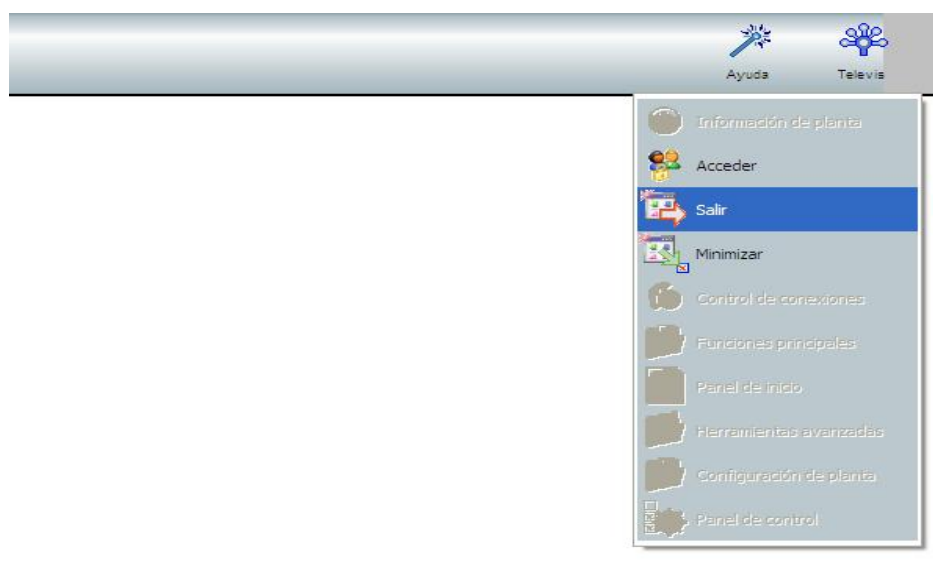 Ayuda Televis
Información de planta
Acceder
Salir
Minimizar
Control de conexiones
Funciones principales
Panel de inicio
Herramientas avanzadas
Configuración de planta
Panel de control